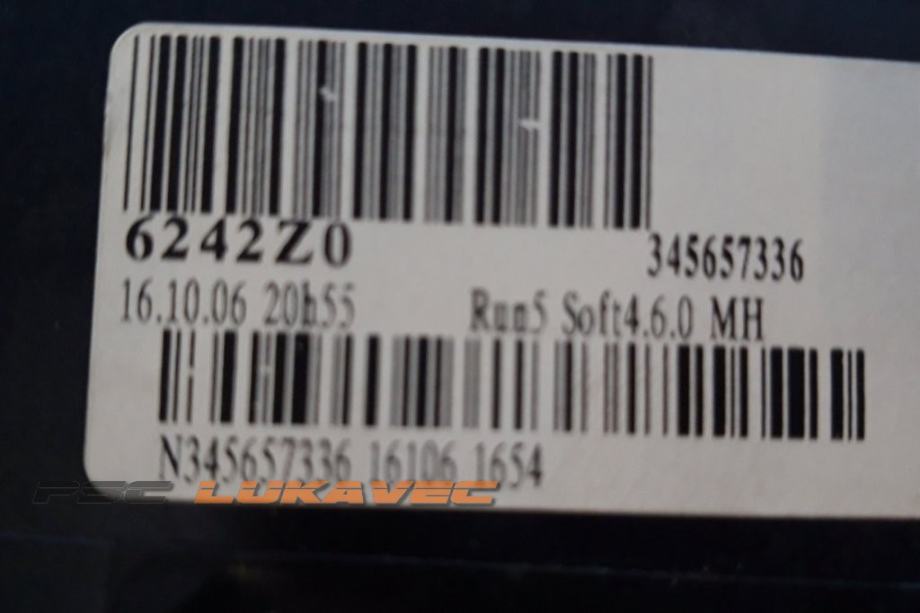 6242Z0
345657336
16.10.06 20h55 Run5 Soft4.6.0 MH
N345657336 16106 1654
PSC LUKAVEC